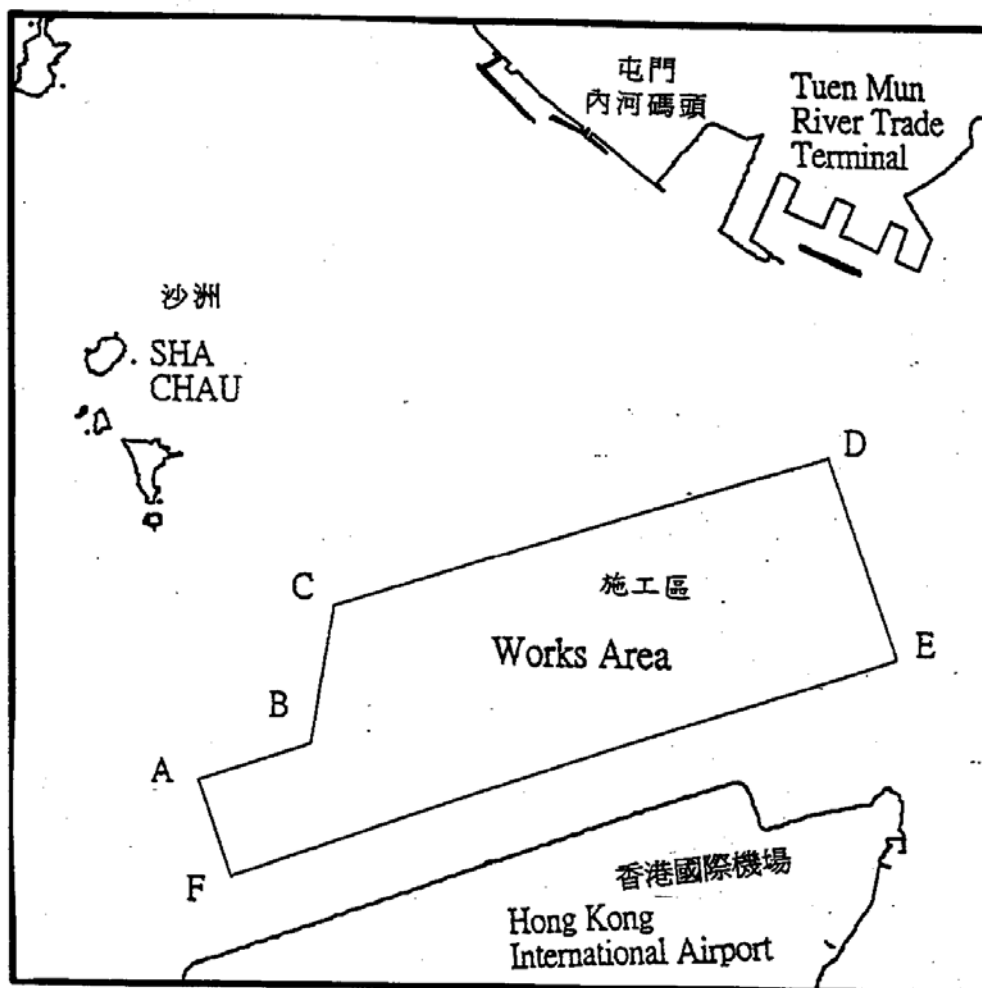 屯門
內河碼頭
Tuen Mun
River Trade
Terminal
沙洲
SHA
CHAU
D
C
施工區
Works Area
E
B
A
F
香港國際機場
Hong Kong
International Airport